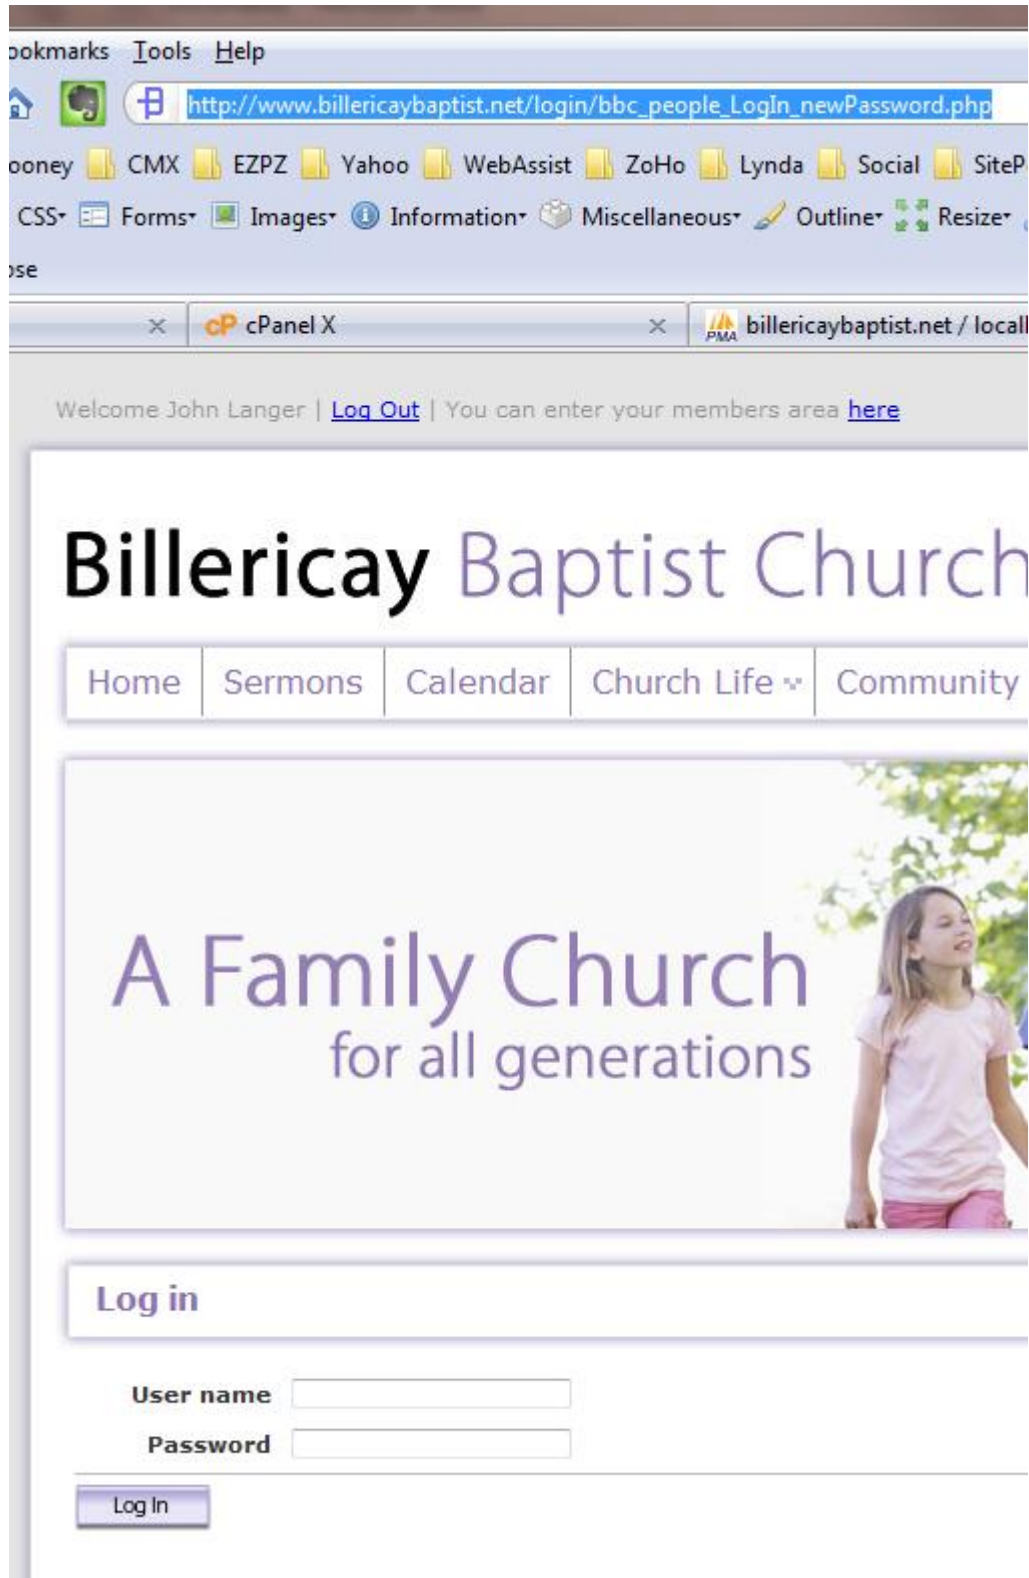 ookmarks Tools Help
http://www.billericaybaptist.net/login/bbc_people_LogIn_newPassword.php
ooney CMX EZPZ Yahoo WebAssist ZoHo Lynda Social SiteP
CSS Forms Images Information Miscellaneous Outline Resize
ose
cP cPanel X PMA billericaybaptist.net / locall
Welcome John Langer | Log Out | You can enter your members area here
Billericay Baptist Church
Home Sermons Calendar Church Life Community
A Family Church
for all generations
Log in
User name
Password
Log In